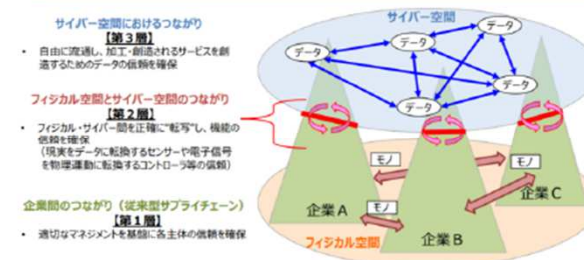 サイバー空間におけるつながり
【第3層】
• 自由に流通し、加工・創造されるサービスを創
造するためのデータの信頼を確保
フィジカル空間とサイバー空間のつながり
【第2層】
• フィジカル・サイバー間を正確に"転写"し、機能の
信頼を確保
（現実をデータに転換するセンサーや電子信号
を物理運動に転換するコントローラ等の信頼）
企業間のつながり（従来型サプライチェーン）
【第1層】
• 適切なマネジメントを基盤に各主体の信頼を確保
サイバー空間
データ
データ
データ
データ
データ
モノ
モノ
モノ
企業A
企業B
企業C
フィジカル空間